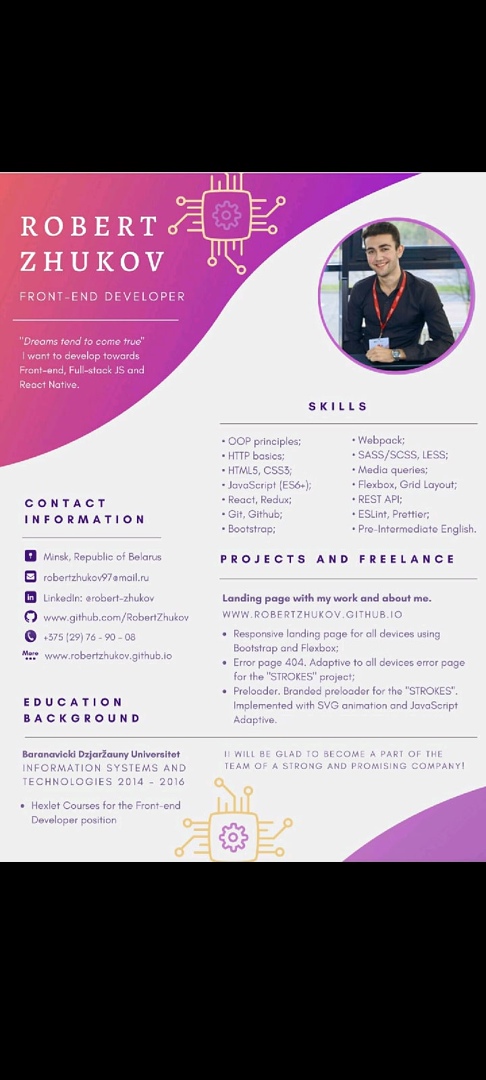 ROBERT
ZHUKOV
FRONT-END DEVELOPER
"Dreams tend to come true"
I want to develop towards
Front-end, Full-stack JS and
React Native.
SKILLS
• OOP principles;
• HTTP basics;
• HTML5, CSS3;
• JavaScript (ES6+);
• React, Redux;
• Git, Github;
• Bootstrap;
• Webpack;
• SASS/SCSS, LESS;
• Media queries;
• Flexbox, Grid Layout;
• REST API;
• ESLint, Prettier;
• Pre-Intermediate English.
CONTACT
INFORMATION
Minsk, Republic of Belarus
robertzhukov97@mail.ru
LinkedIn: erobert-zhukov
www.github.com/RobertZhukov
+375 (29) 76 - 90 - 08
More
www.robertzhukov.github.io
PROJECTS AND FREELANCE
Landing page with my work and about me.
WWW.ROBERTZHUKOV.GITHUB.IO
• Responsive landing page for all devices using
Bootstrap and Flexbox;
• Error page 404. Adaptive to all devices error page
for the "STROKES" project;
• Preloader. Branded preloader for the "STROKES".
Implemented with SVG animation and JavaScript
Adaptive.
EDUCATION
BACKGROUND
Baranavicki Dzjaržauny Universitet
INFORMATION SYSTEMS AND
TECHNOLOGIES 2014 - 2016
• Hexlet Courses for the Front-end
Developer position
II WILL BE GLAD TO BECOME A PART OF THE
TEAM OF A STRONG AND PROMISING COMPANY!